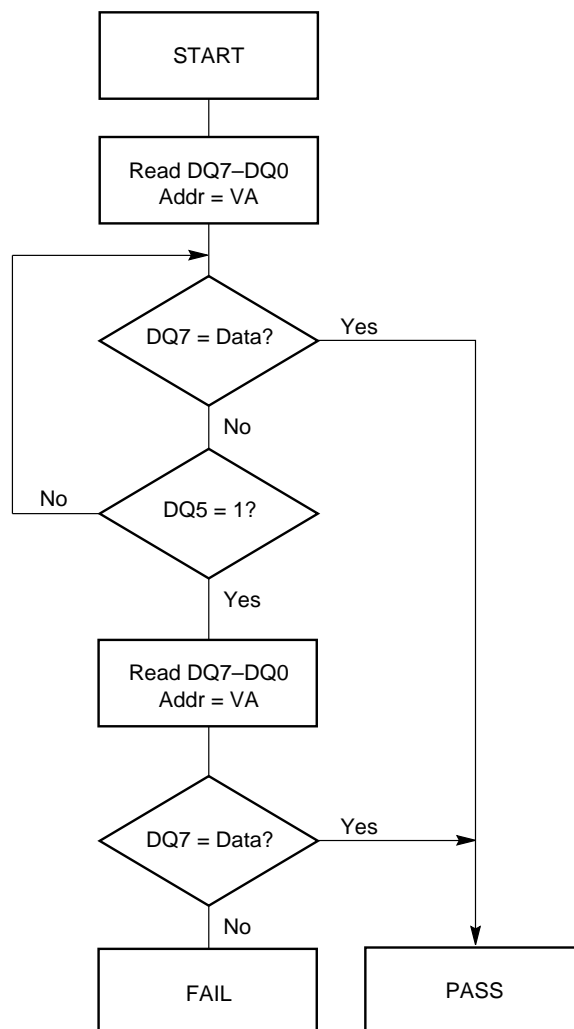 START
Read DQ7–DQ0
Addr = VA
DQ7 = Data?
Yes
No
No
DQ5 = 1?
Yes
Read DQ7–DQ0
Addr = VA
DQ7 = Data?
Yes
No
FAIL
PASS